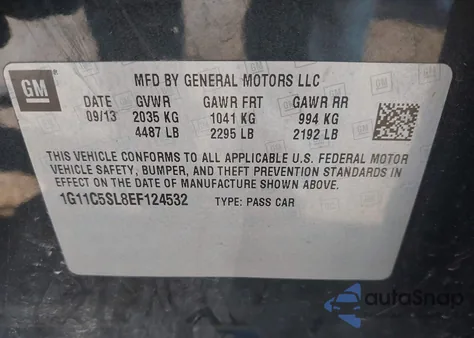 GM
MFD BY GENERAL MOTORS LLC
DATE GVWR GAWR FRT GAWR RR
09/13 2035 KG 1041 KG 994 KG
4487 LB 2295 LB 2192 LB
THIS VEHICLE CONFORMS TO ALL APPLICABLE U.S. FEDERAL MOTOR
VEHICLE SAFETY, BUMPER, AND THEFT PREVENTION STANDARDS IN
EFFECT ON THE DATE OF MANUFACTURE SHOWN ABOVE.
1G11C5SL8EF124532 TYPE: PASS CAR
autoSnap